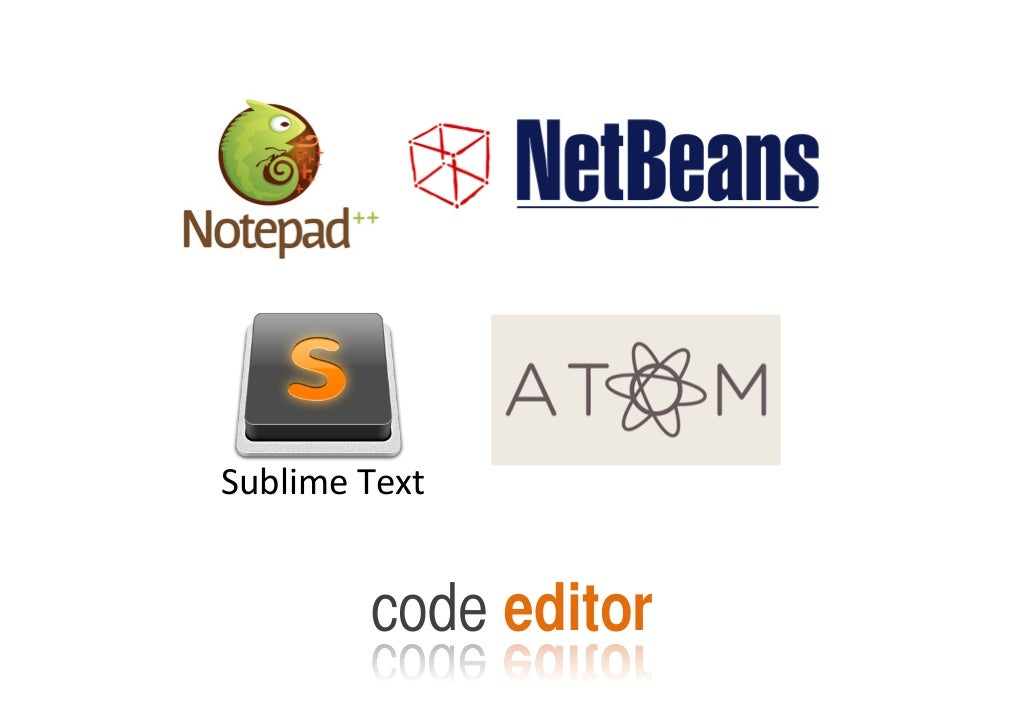 Notepad++
NetBeans
S
Sublime Text
ATOM
code editor